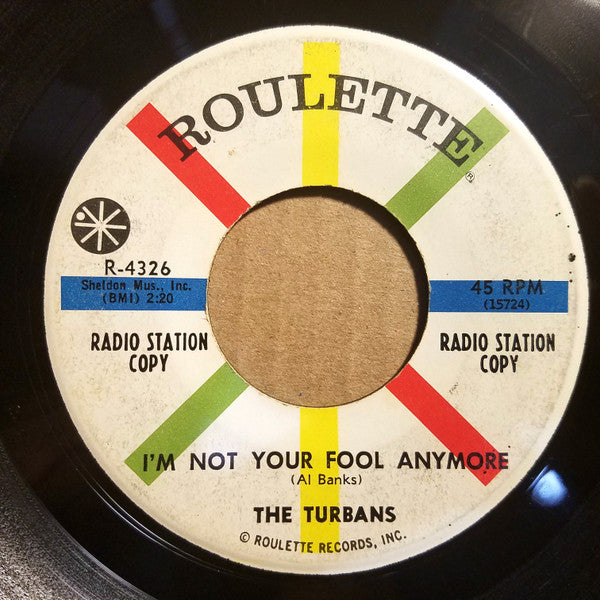 ROULETTE®
R-4326
Sheldon Mus., Inc.
(BMI) 2:20
45 RPM
(15724)
RADIO STATION
COPY
RADIO STATION
COPY
I'M NOT YOUR FOOL ANYMORE
(Al Banks)
THE TURBANS
© ROULETTE RECORDS, INC.